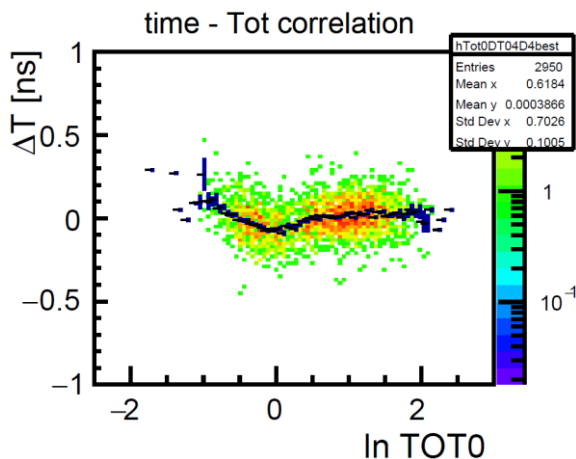 time - Tot correlation
hTot0DT04D4best
Entries 2950
Mean x 0.6184
Mean y 0.0003866
Std Dev x 0.7026
Std Dev y 0.1005
ΔT [ns]
1
0.5
0
−0.5
−1
−2 0 2
ln TOT0
1
10⁻¹